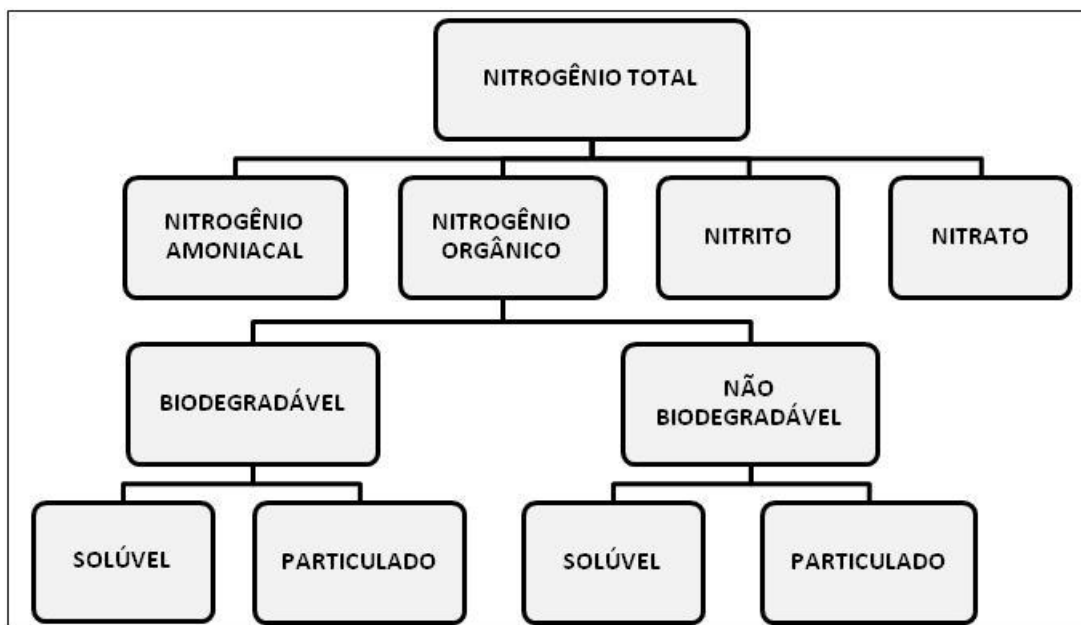 NITROGÊNIO TOTAL
NITROGÊNIO
AMONIACAL
NITROGÊNIO
ORGÂNICO
NITRITO
NITRATO
BIODEGRADÁVEL
NÃO
BIODEGRADÁVEL
SOLÚVEL
PARTICULADO
SOLÚVEL
PARTICULADO